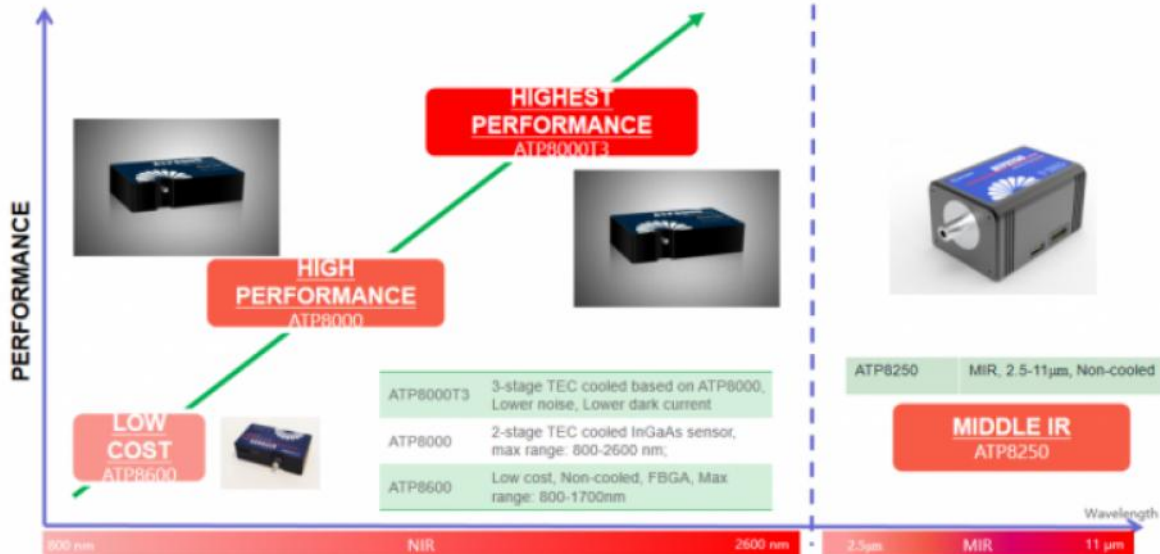 PERFORMANCE
HIGHEST
PERFORMANCE
ATP8000T3
HIGH
PERFORMANCE
ATP8000
LOW
COST
ATP8600
ATP8000T3 3-stage TEC cooled based on ATP8000,
Lower noise, Lower dark current
ATP8000 2-stage TEC cooled InGaAs sensor,
max range: 800-2600 nm;
ATP8600 Low cost, Non-cooled, FBGA, Max
range: 800-1700nm
ATP8250 MIR, 2.5-11μm, Non-cooled
MIDDLE IR
ATP8250
Wavelength
800 nm NIR 2600 nm
2.5μm MIR 11 μm